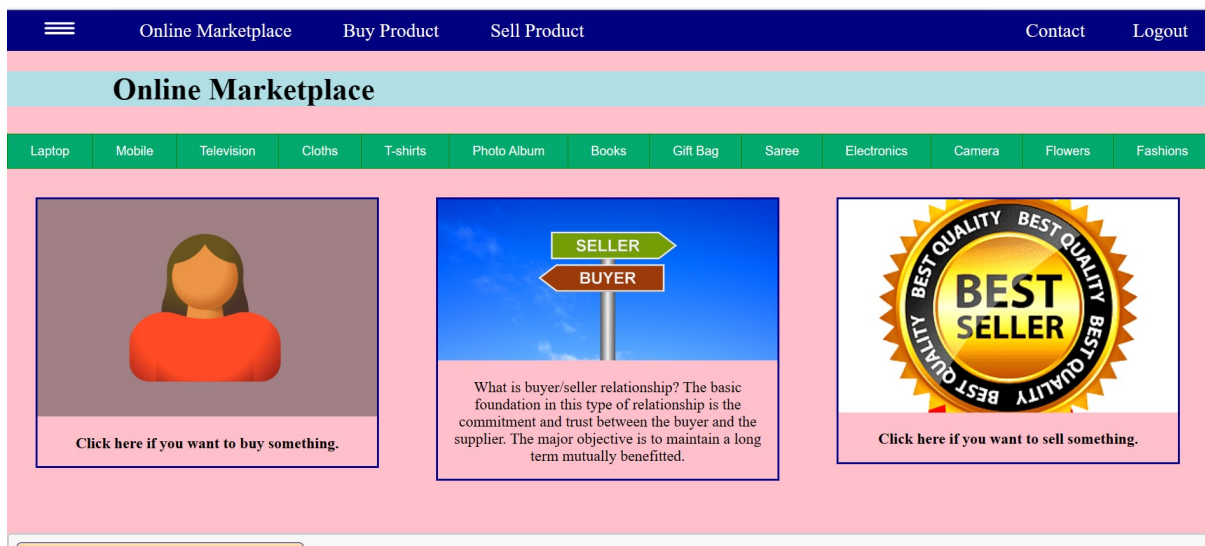 Online Marketplace Buy Product Sell Product Contact Logout
Online Marketplace
Laptop Mobile Television Cloths T-shirts Photo Album Books Gift Bag Saree Electronics Camera Flowers Fashions
SELLER
BUYER
BEST QUALITY BEST QUALITY BEST QUALITY BEST QUALITY
BEST
SELLER
Click here if you want to buy something.
What is buyer/seller relationship? The basic
foundation in this type of relationship is the
commitment and trust between the buyer and the
supplier. The major objective is to maintain a long
term mutually benefitted.
Click here if you want to sell something.